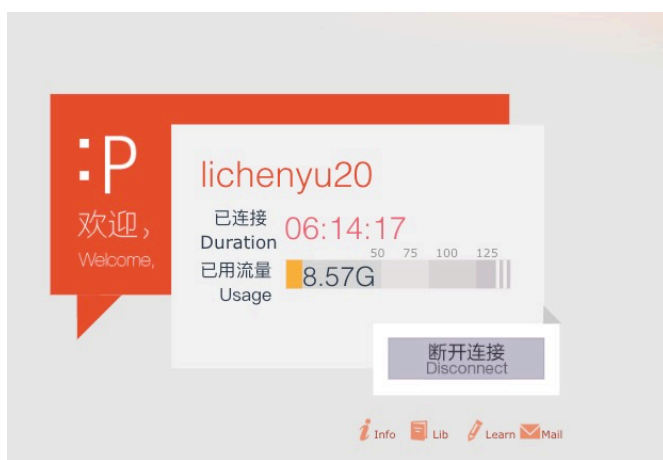 :P
欢迎,
Welcome,
lichenyu20
已连接
Duration
06:14:17
50 75 100 125
已用流量
Usage
8.57G
断开连接
Disconnect
Info Lib Learn Mail